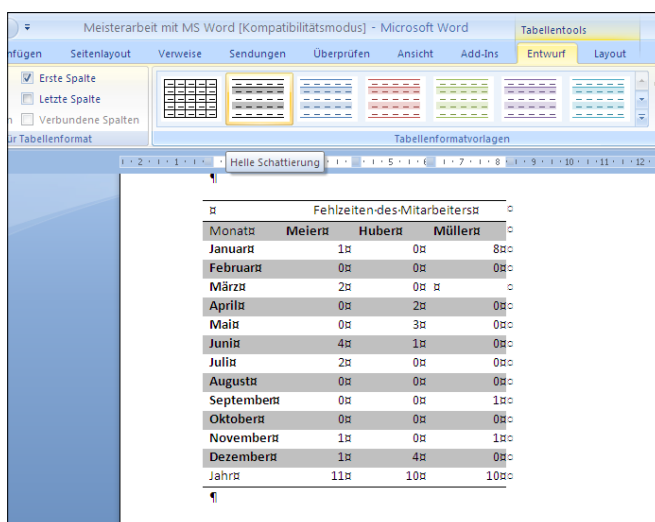 Meisterarbeit mit MS Word [Kompatibilitätsmodus] - Microsoft Word Tabellentools
nfügen Seitenlayout Verweise Sendungen Überprüfen Ansicht Add-Ins Entwurf Layout
Erste Spalte
Letzte Spalte
n Verbundene Spalten
ür Tabellenformat Tabellenformatvorlagen
Helle Schattierung
¶
¤ Fehlzeiten·des·Mitarbeiters¤
Monat¤ Meier¤ Huber¤ Müller¤
Januar¤ 1¤ 0¤ 8¤
Februar¤ 0¤ 0¤ 0¤
März¤ 2¤ 0¤ ¤
April¤ 0¤ 2¤ 0¤
Mai¤ 0¤ 3¤ 0¤
Juni¤ 4¤ 1¤ 0¤
Juli¤ 2¤ 0¤ 0¤
August¤ 0¤ 0¤ 0¤
September¤ 0¤ 0¤ 1¤
Oktober¤ 0¤ 0¤ 0¤
November¤ 1¤ 0¤ 1¤
Dezember¤ 1¤ 4¤ 0¤
Jahr¤ 11¤ 10¤ 10¤
¶